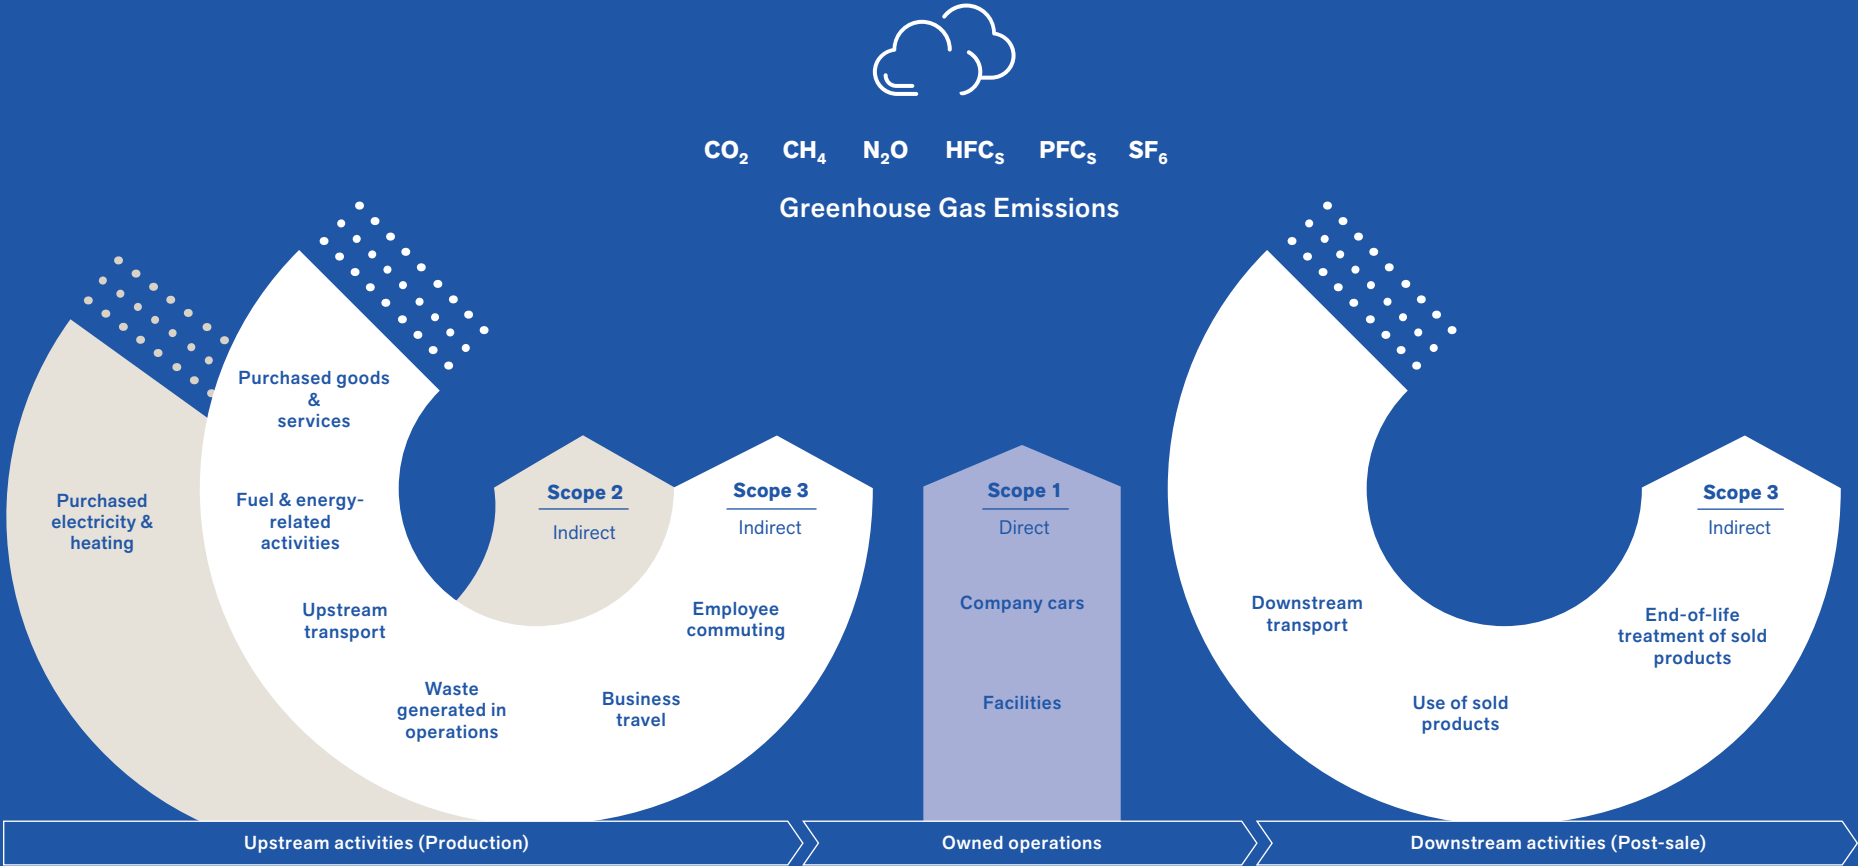 CO₂ CH₄ N₂O HFCₛ PFCₛ SF₆
Greenhouse Gas Emissions
Purchased
electricity &
heating
Purchased goods
&
services
Fuel & energy-
related
activities
Upstream
transport
Waste
generated in
operations
Business
travel
Employee
commuting
Scope 2
Indirect
Scope 3
Indirect
Scope 1
Direct
Company cars
Facilities
Downstream
transport
Use of sold
products
End-of-life
treatment of sold
products
Scope 3
Indirect
Upstream activities (Production)
Owned operations
Downstream activities (Post-sale)